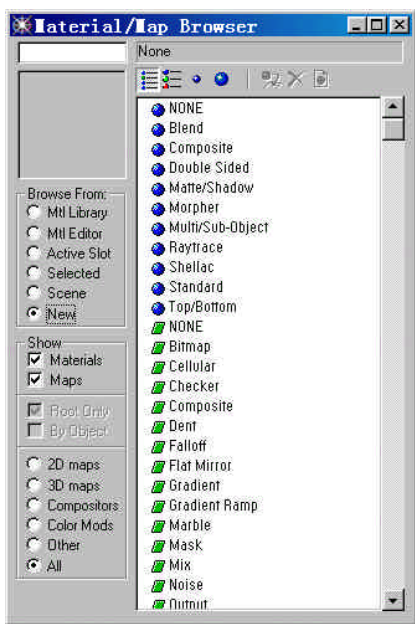 Material/Map Browser
None
NONE
Blend
Composite
Double Sided
Matte/Shadow
Morpher
Multi/Sub-Object
Raytrace
Shellac
Standard
Top/Bottom
NONE
Bitmap
Cellular
Checker
Composite
Dent
Falloff
Flat Mirror
Gradient
Gradient Ramp
Marble
Mask
Mix
Noise
Output
Browse From:
Mtl Library
Mtl Editor
Active Slot
Selected
Scene
New
Show
Materials
Maps
Root Only
By Object
2D maps
3D maps
Compositors
Color Mods
Other
All